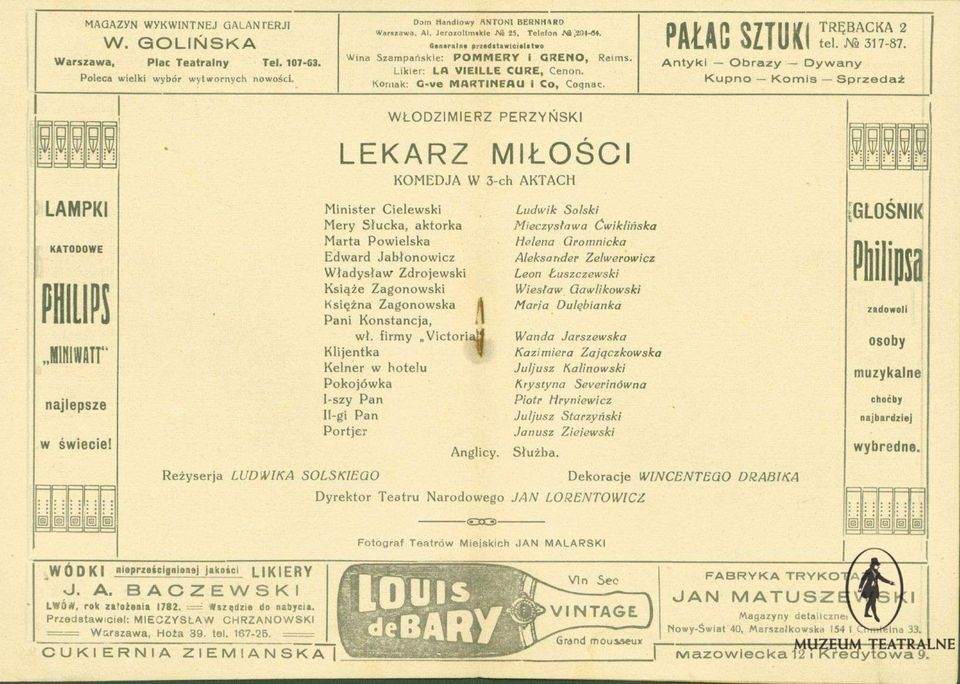 MAGAZYN WYKWINTNEJ GALANTERJI
W. GOLIŃSKA
Warszawa, Plac Teatralny Tel. 107-63.
Poleca wielki wybór wytwornych nowości.
Dom Handlowy ANTONI BERNHARD
Warszawa, Al. Jerozolimskie № 25. Telefon № 204-64.
Generalne przedstawicielstwo
Wina Szampańskie: POMMERY i GRENO, Reims.
Likier: LA VIEILLE CURE, Cenon.
Koniak: G-ve MARTINEAU i Co, Cognac.
PAŁAC SZTUKI TRĘBACKA 2
tel. № 317-87.
Antyki — Obrazy — Dywany
Kupno — Komis — Sprzedaż
LAMPKI
KATODOWE
PHILIPS
„MINIWATT"
najlepsze
w świecie!
WŁODZIMIERZ PERZYŃSKI
LEKARZ MIŁOŚCI
KOMEDJA W 3-ch AKTACH
Minister Cielewski Ludwik Solski
Mery Słucka, aktorka Mieczysława Ćwiklińska
Marta Powielska Helena Gromnicka
Edward Jabłonowicz Aleksander Zelwerowicz
Władysław Zdrojewski Leon Łuszczewski
Książe Zagonowski Wiesław Gawlikowski
Księżna Zagonowska Maria Dulębianka
Pani Konstancja,
wł. firmy „Victoria" Wanda Jarszewska
Klijentka Kazimiera Zajączkowska
Kelner w hotelu Juljusz Kalinowski
Pokojówka Krystyna Severinówna
I-szy Pan Piotr Hryniewicz
II-gi Pan Juljusz Starzyński
Portjer Janusz Ziejewski
Anglicy. Służba.
Reżyserja LUDWIKA SOLSKIEGO Dekoracje WINCENTEGO DRABIKA
Dyrektor Teatru Narodowego JAN LORENTOWICZ
Fotograf Teatrów Miejskich JAN MALARSKI
GŁOŚNIK
Philipsa
zadowoli
osoby
muzykalne
choćby
najbardziej
wybredne.
WÓDKI nieprześcignionej jakości LIKIERY
J. A. BACZEWSKI
LWÓW, rok założenia 1782. Wszędzie do nabycia.
Przedstawiciel: MIECZYSŁAW CHRZANOWSKI
Warszawa, Hoża 39. tel. 167-25.
LOUIS
de BARY
Vin Sec
VINTAGE
Grand mousseux
FABRYKA TRYKOTA
JAN MATUSZEWSKI
Magazyny detaliczne:
Nowy-Świat 40, Marszałkowska 154 i Chmielna 33.
CUKIERNIA ZIEMIAŃSKA Mazowiecka 12 i Kredytowa 9.
MUZEUM TEATRALNE